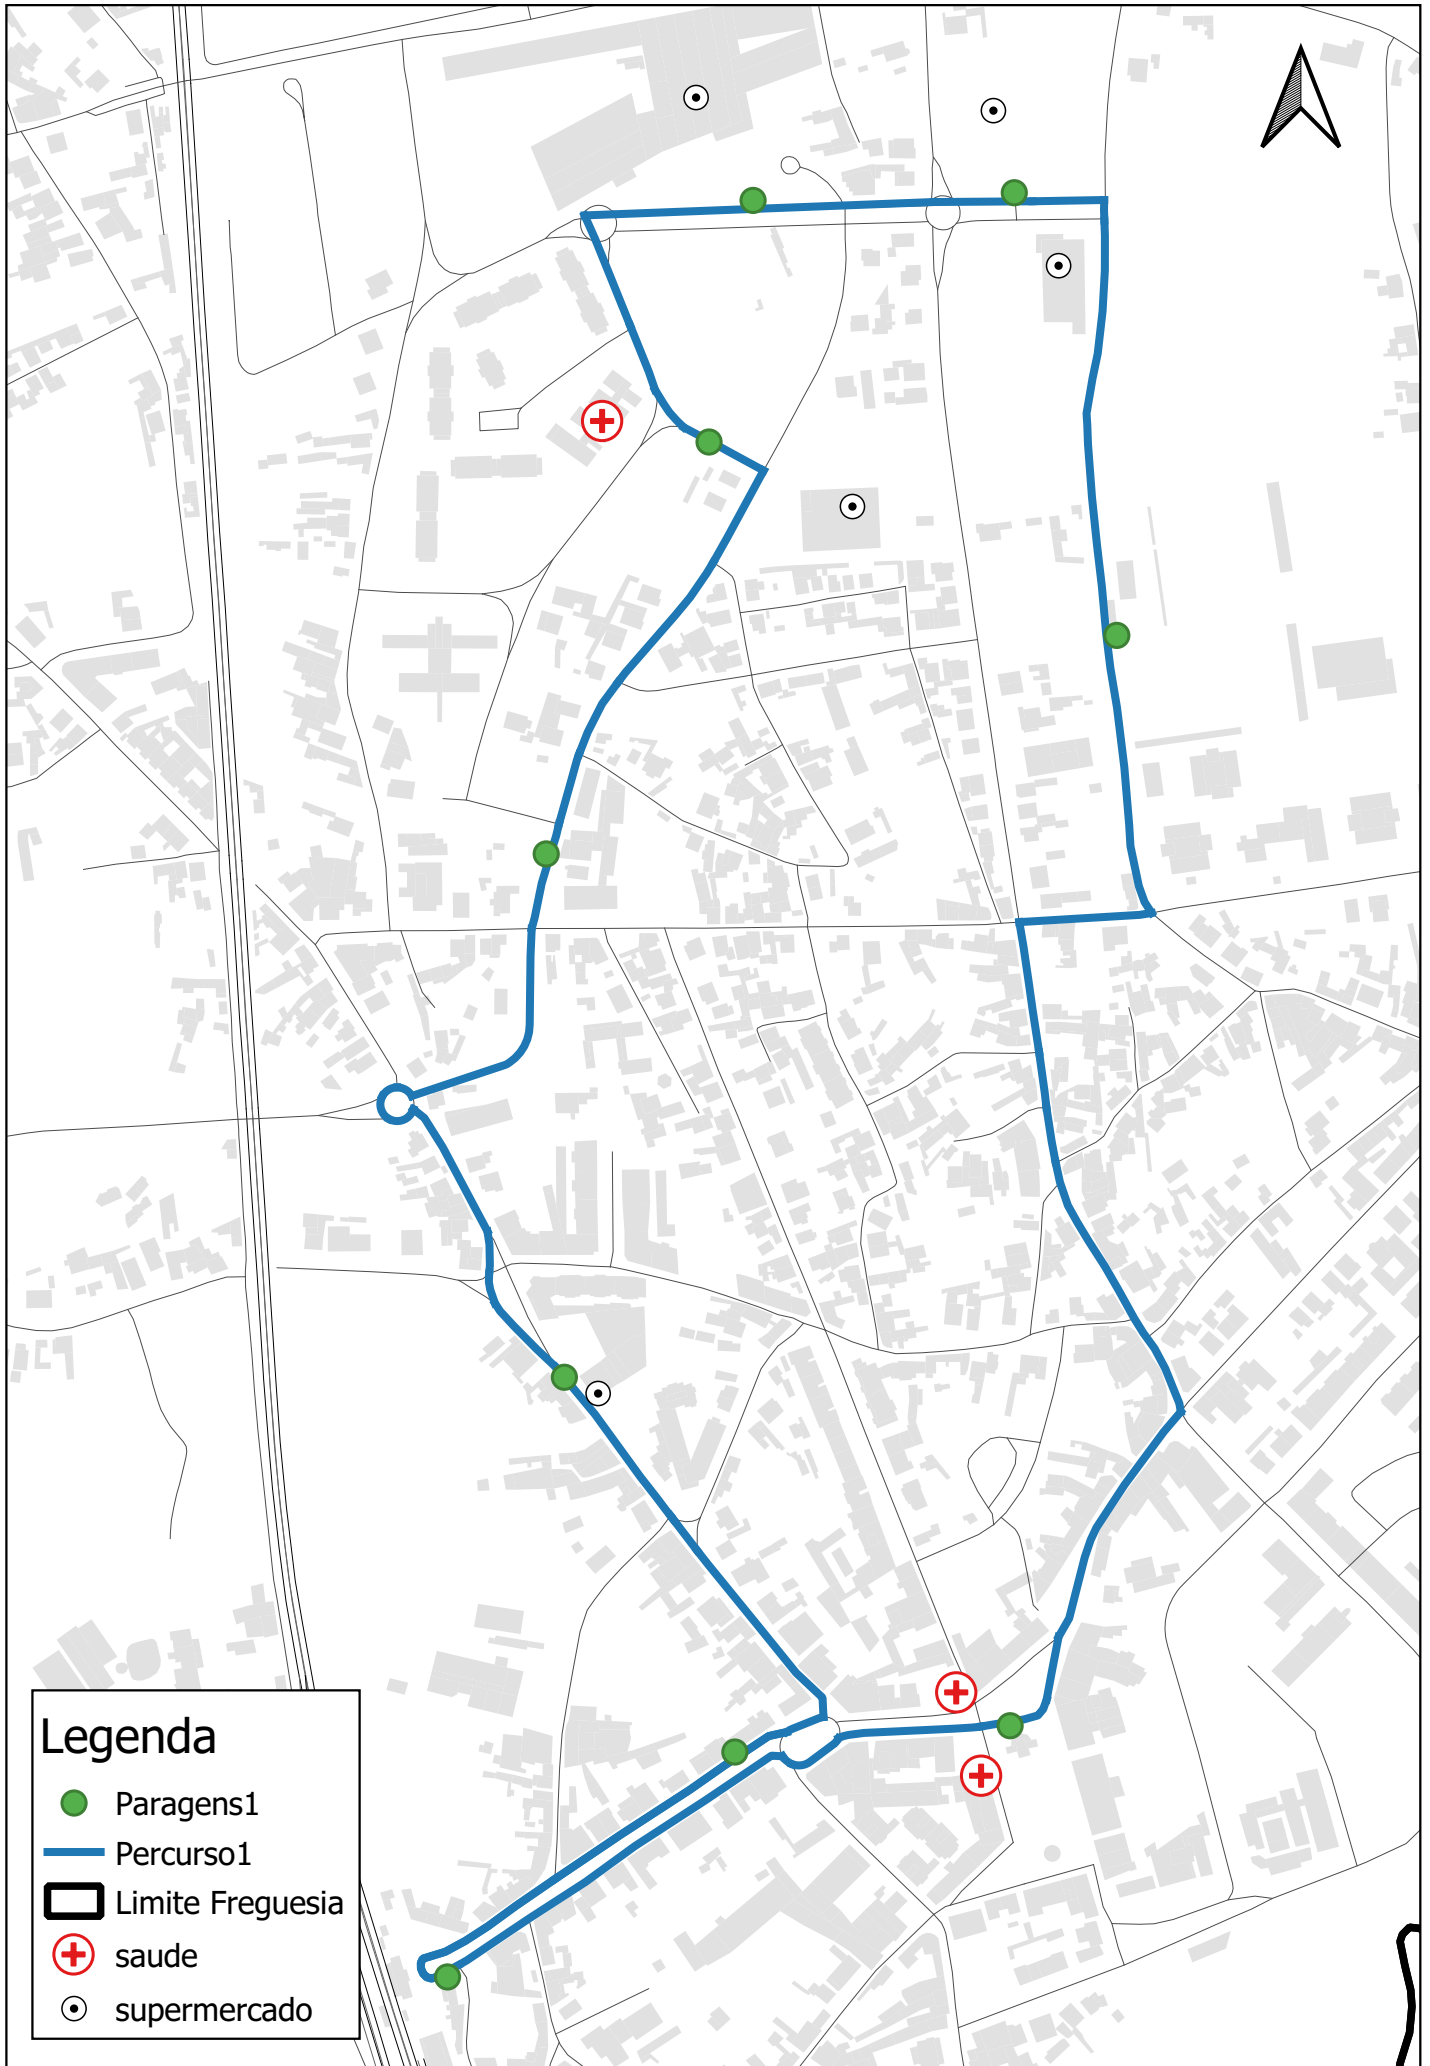 Legenda
Paragens1
Percurso1
Limite Freguesia
saude
supermercado